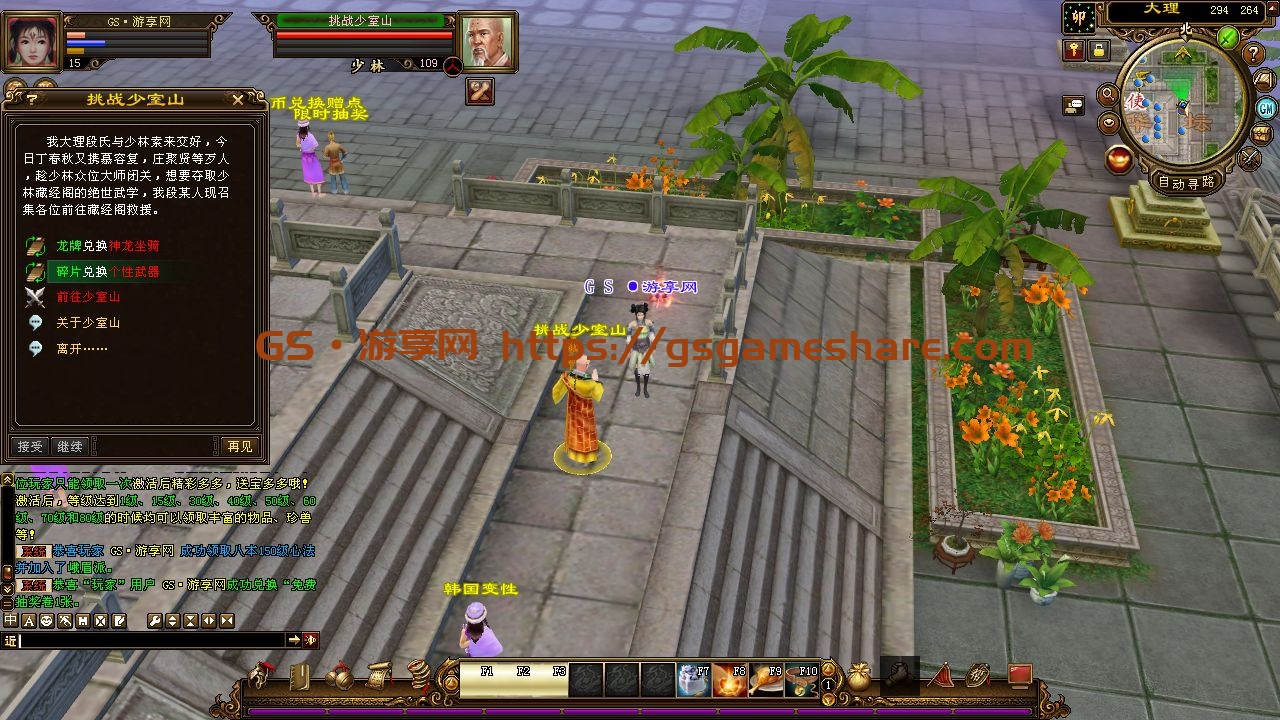 GS·游享网
15
挑战少室山
少林
109
大理
294 264
卯
北
GM
自动寻路
币兑换赠点
限时抽奖
挑战少室山
我大理段氏与少林素来交好，今
日丁春秋又携慕容复，庄聚贤等歹人
，趁少林众位大师闭关，想要夺取少
林藏经阁的绝世武学，我段某人现召
集各位前往藏经阁救援。
龙牌兑换神龙坐骑
碎片兑换个性武器
前往少室山
关于少室山
离开……
接受 继续
再见
GS●游享网
挑战少室山
GS·游享网 https://gsgameshare.com
韩国变性
位玩家只能领取一次激活后精彩多多，送宝多多哦!
激活后，等级达到1级、15级、30级、40级、50级、60
级、70级和80级的时候均可以领取丰富的物品、珍兽
等!
恭喜玩家 GS·游享网 成功领取八本150级心法
并加入了峨眉派。
恭喜“玩家”用户 GS·游享网成功兑换“免费
抽奖卷1张。
近
F1 F2 F3 F7 F8 F9 F10